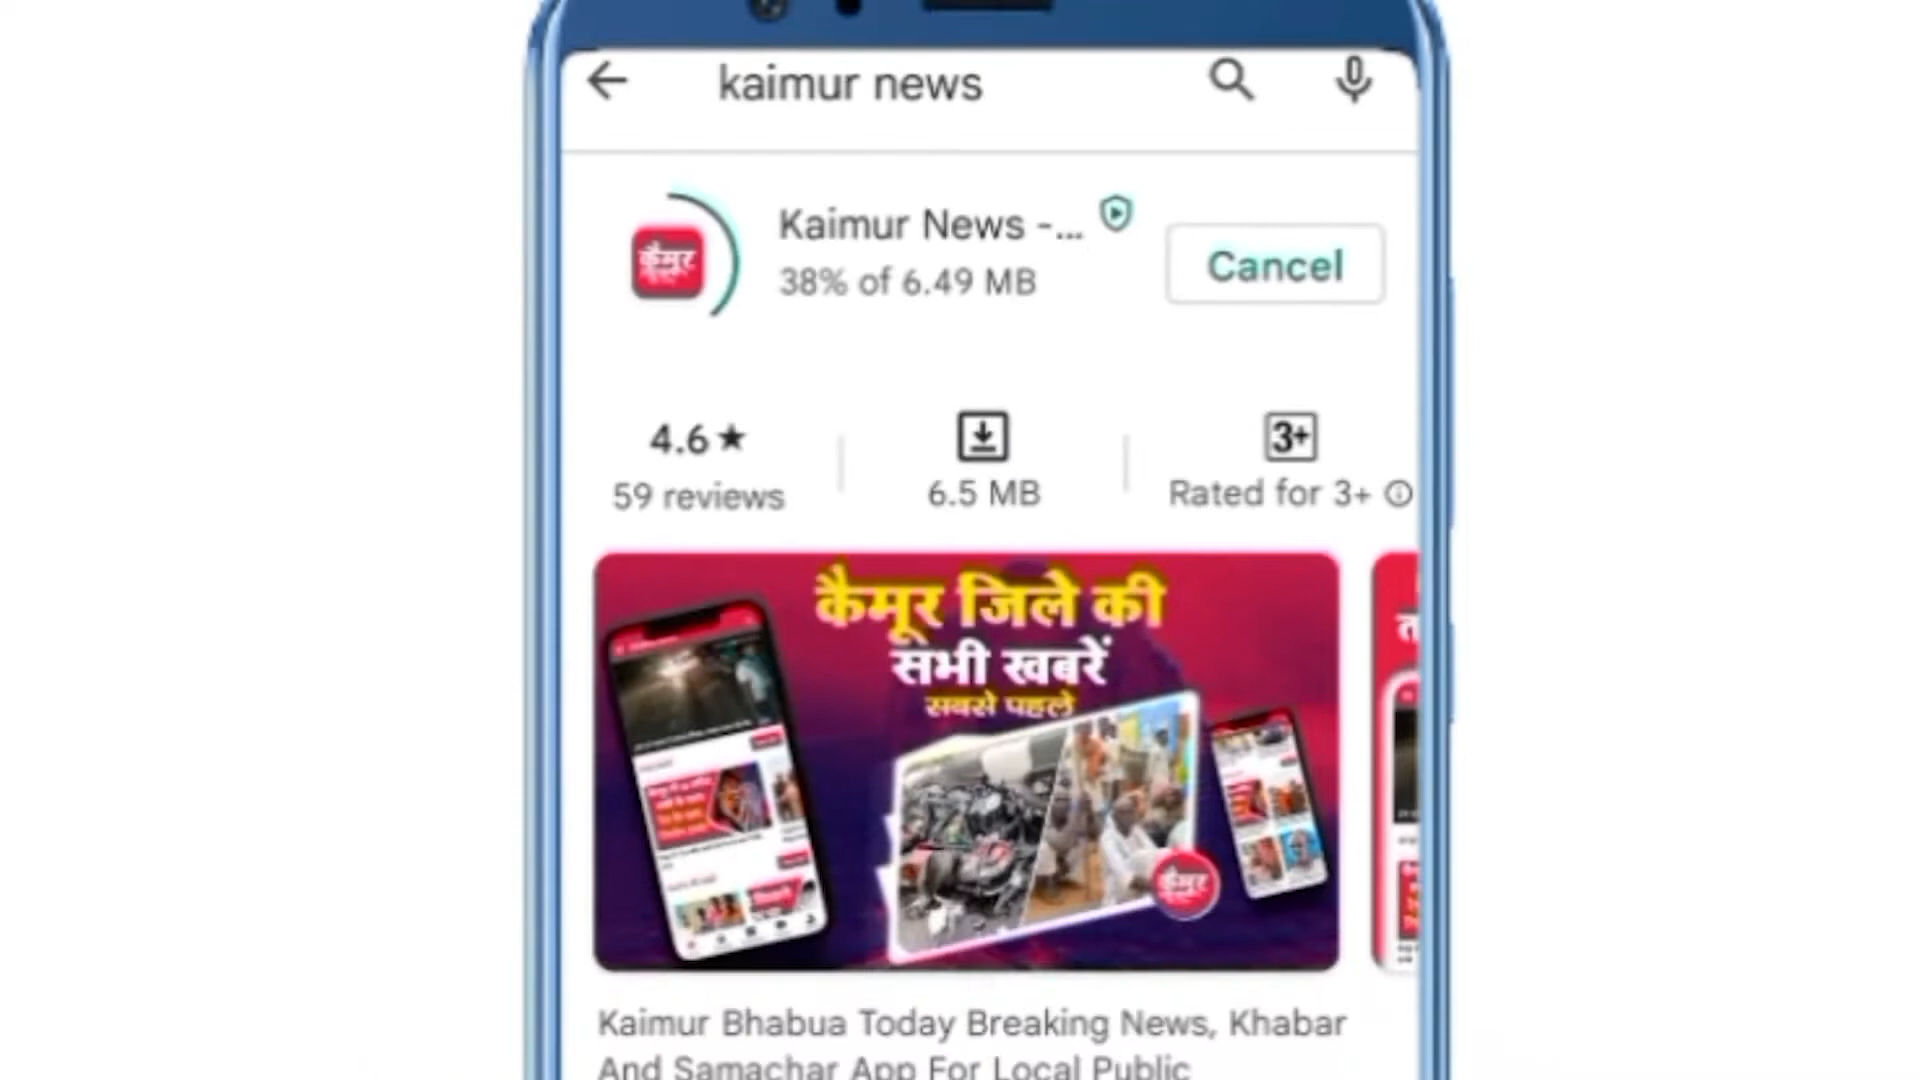 kaimur news
Kaimur News -...
38% of 6.49 MB
Cancel
कैमूर
4.6★
59 reviews
6.5 MB
3+
Rated for 3+
कैमूर जिले की
सभी खबरें
सबसे पहले
कैमूर
Kaimur Bhabua Today Breaking News, Khabar
And Samachar App For Local Public